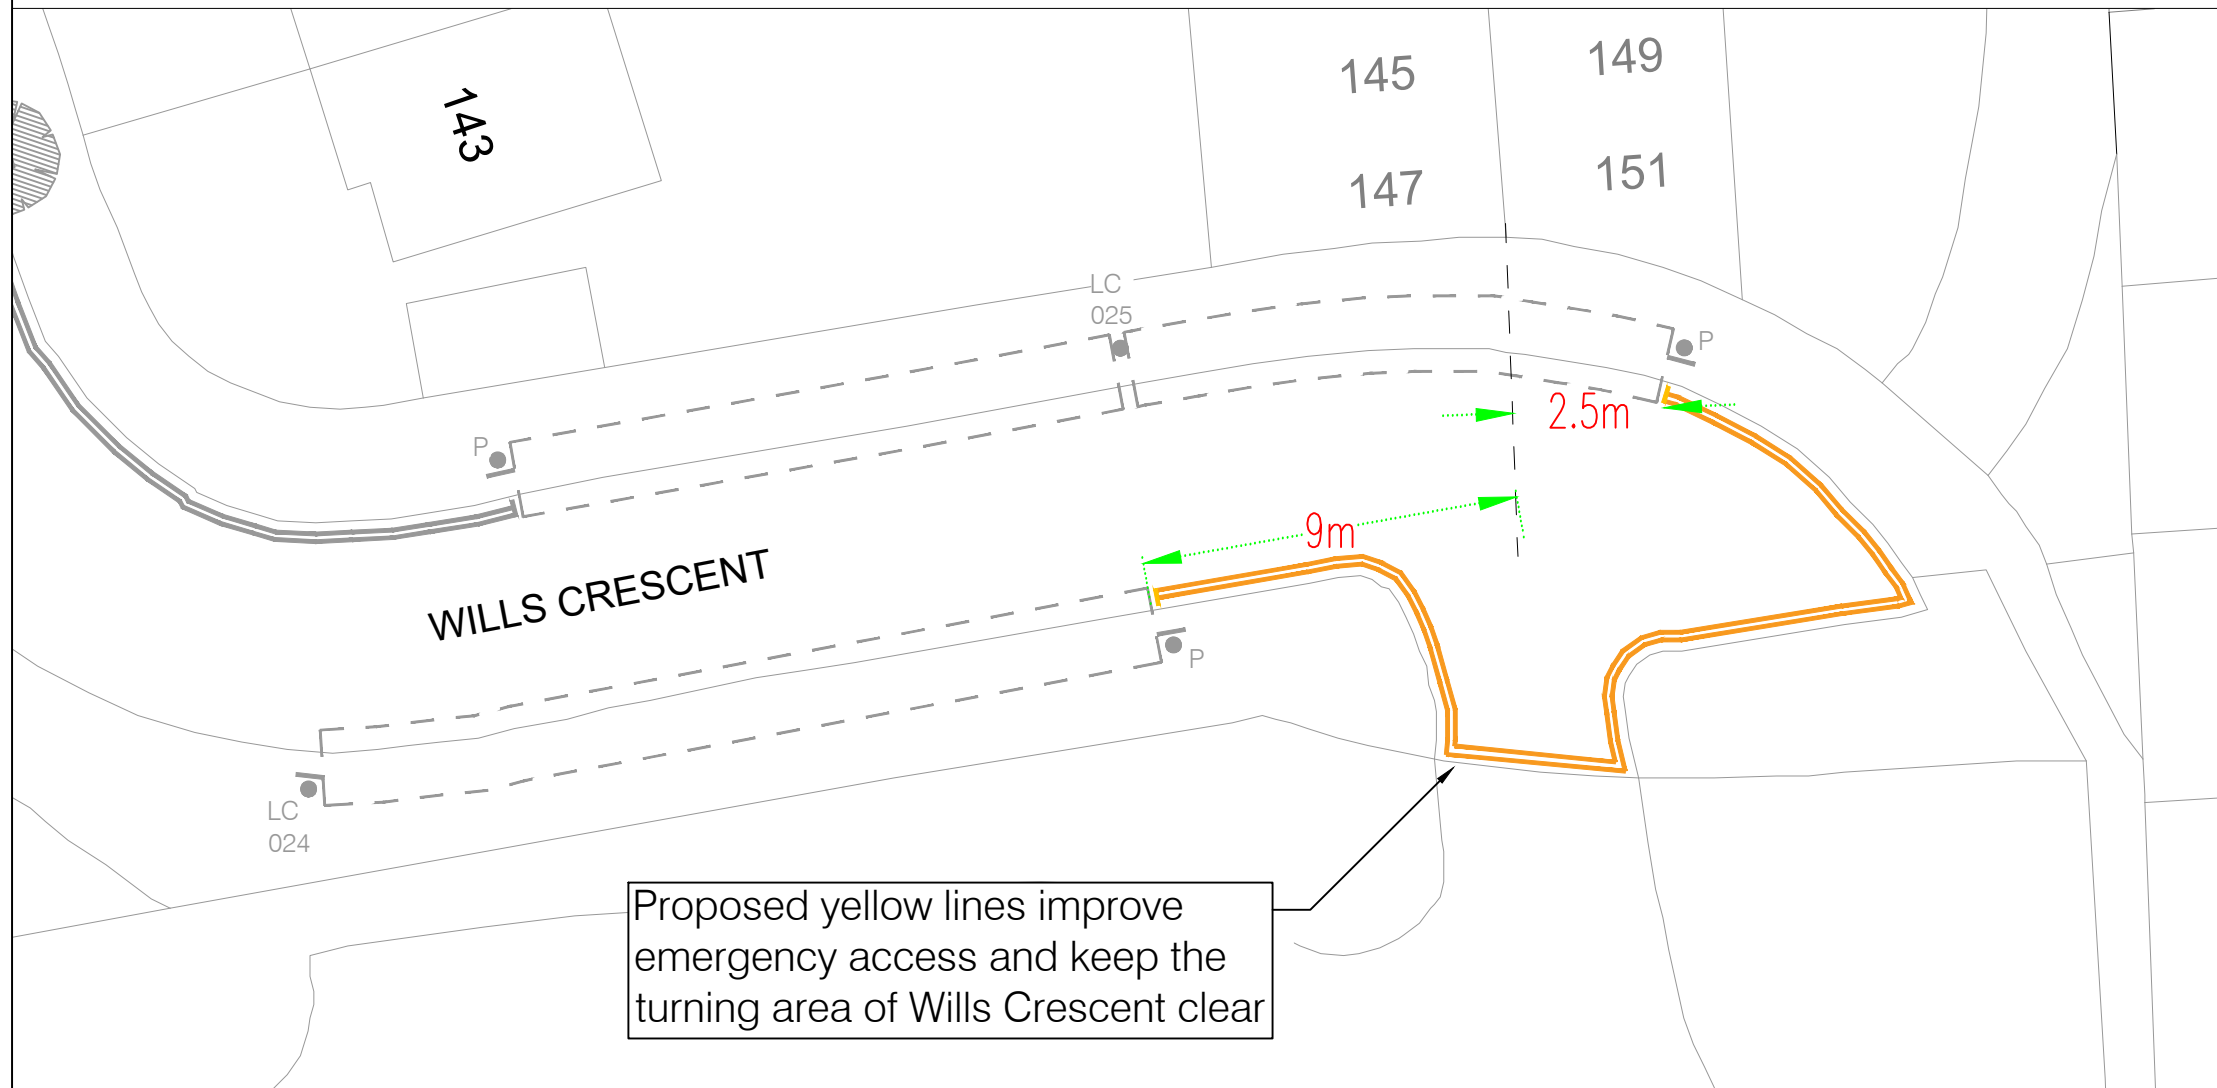 143
145
149
147
151
LC
025
P
P
2.5m
9m
WILLS CRESCENT
P
LC
024
Proposed yellow lines improve
emergency access and keep the
turning area of Wills Crescent clear